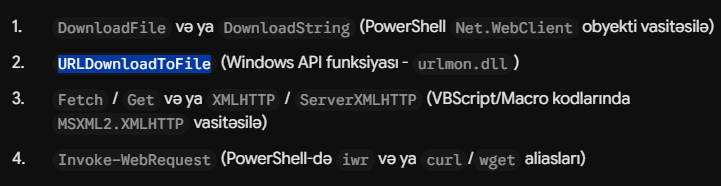 1. DownloadFile və ya DownloadString (PowerShell Net.WebClient obyekti vasitəsilə)
2. URLDownloadToFile (Windows API funksiyası - urlmon.dll )
3. Fetch / Get və ya XMLHTTP / ServerXMLHTTP (VBScript/Macro kodlarında
MSXML2.XMLHTTP vasitəsilə)
4. Invoke-WebRequest (PowerShell-də iwr və ya curl / wget aliasları)